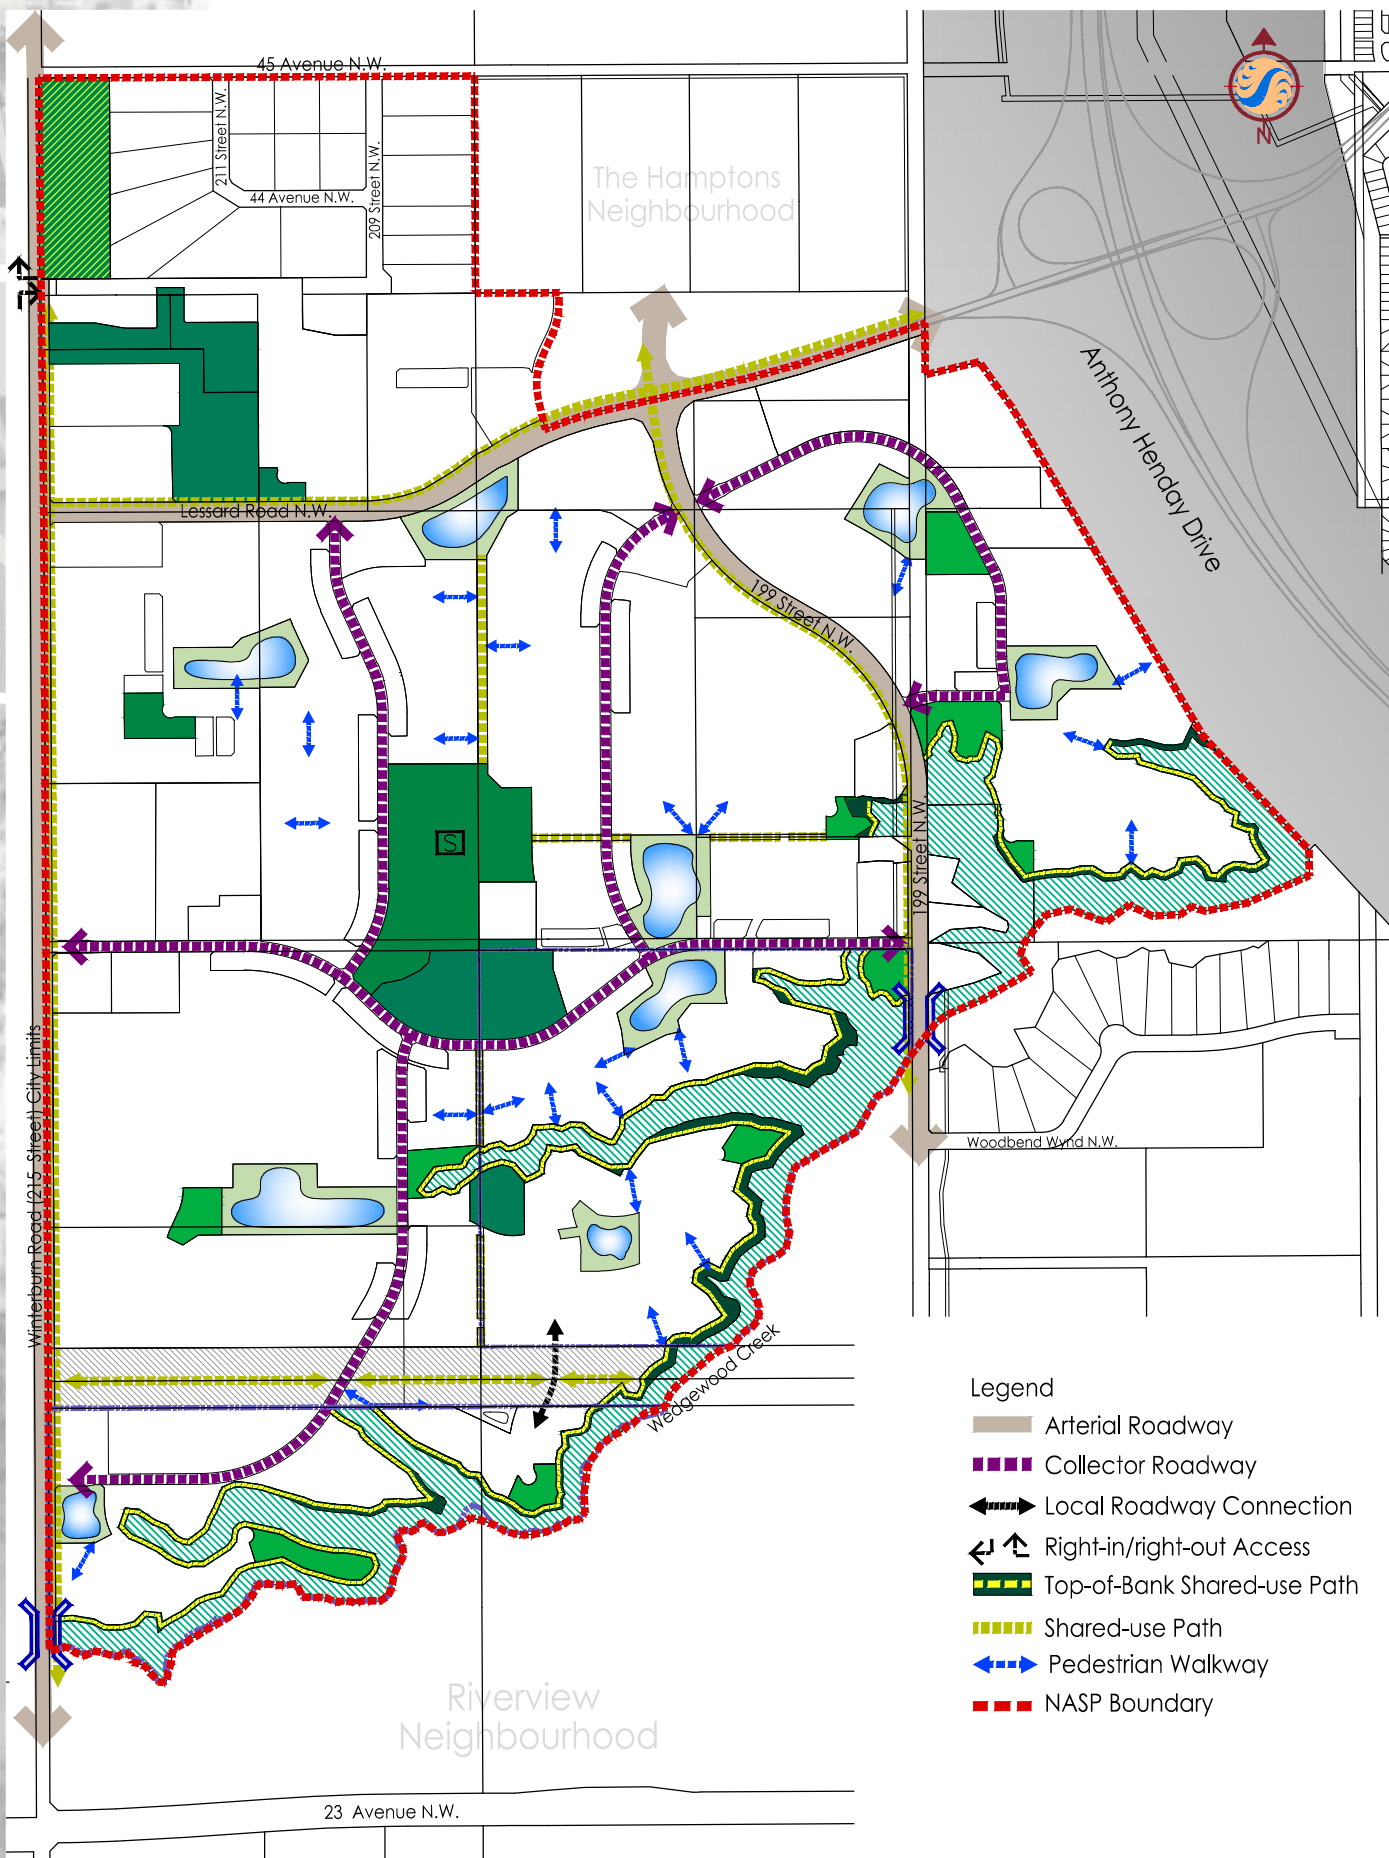 45 Avenue N.W.
211 Street N.W.
209 Street N.W.
44 Avenue N.W.
The Hamptons
Neighbourhood
N
Anthony Henday Drive
Lessard Road N.W.
199 Street N.W.
S
199 Street N.W.
Winterburn Road (215 Street) City Limits
Woodbend Wynd N.W.
Wedgewood Creek
Legend
Arterial Roadway
Collector Roadway
Local Roadway Connection
Right-in/right-out Access
Top-of-Bank Shared-use Path
Shared-use Path
Pedestrian Walkway
NASP Boundary
Riverview
Neighbourhood
23 Avenue N.W.